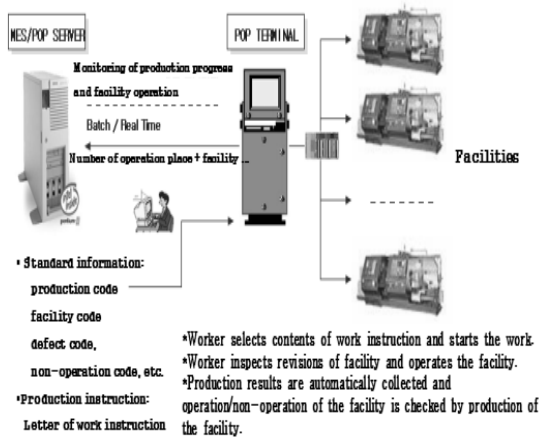 MES/POP SERVER
POP TERMINAL
Monitoring of production progress
and facility operation
Batch / Real Time
Number of operation place + facility ...
Facilities
pentium II
▪ Standard information:
production code
facility code
defect code,
non-operation code, etc.
▪Production instruction:
Letter of work instruction
*Worker selects contents of work instruction and starts the work.
*Worker inspects revisions of facility and operates the facility.
*Production results are automatically collected and
operation/non-operation of the facility is checked by production of
the facility.